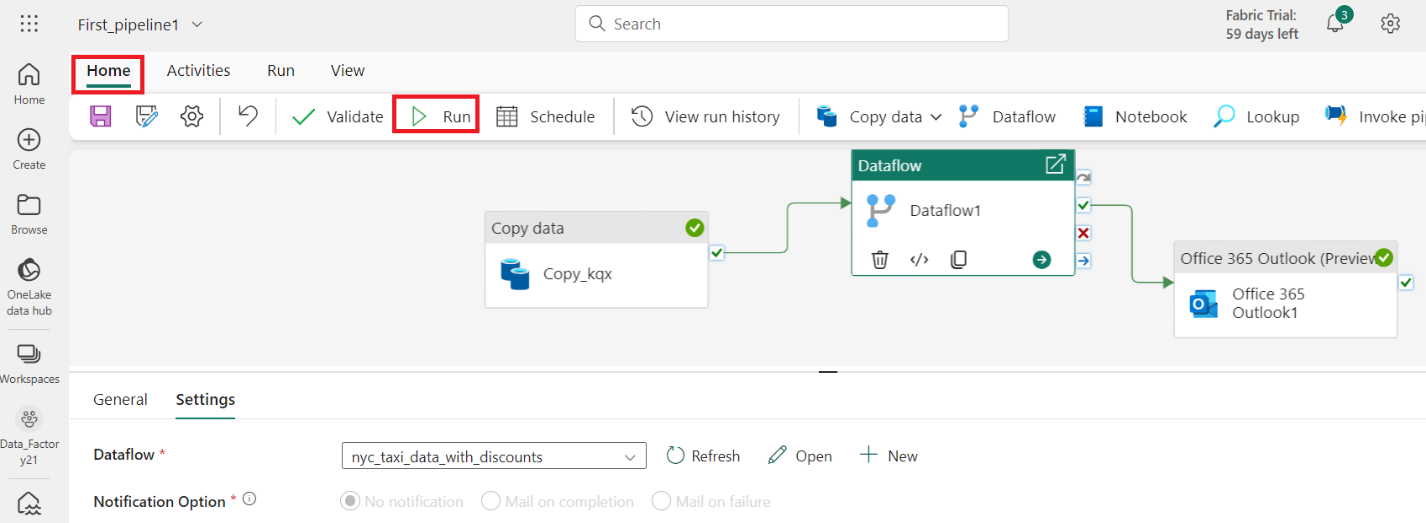 First_pipeline1
Search
Fabric Trial:
59 days left
3
Home
Activities
Run
View
Validate
Run
Schedule
View run history
Copy data
Dataflow
Notebook
Lookup
Invoke pi
Home
Create
Browse
OneLake
data hub
Workspaces
Data_Factor
y21
Copy data
Copy_kqx
Dataflow
Dataflow1
</>
Office 365 Outlook (Preview
Office 365
Outlook1
General
Settings
Dataflow *
nyc_taxi_data_with_discounts
Refresh
Open
New
Notification Option *
No notification
Mail on completion
Mail on failure